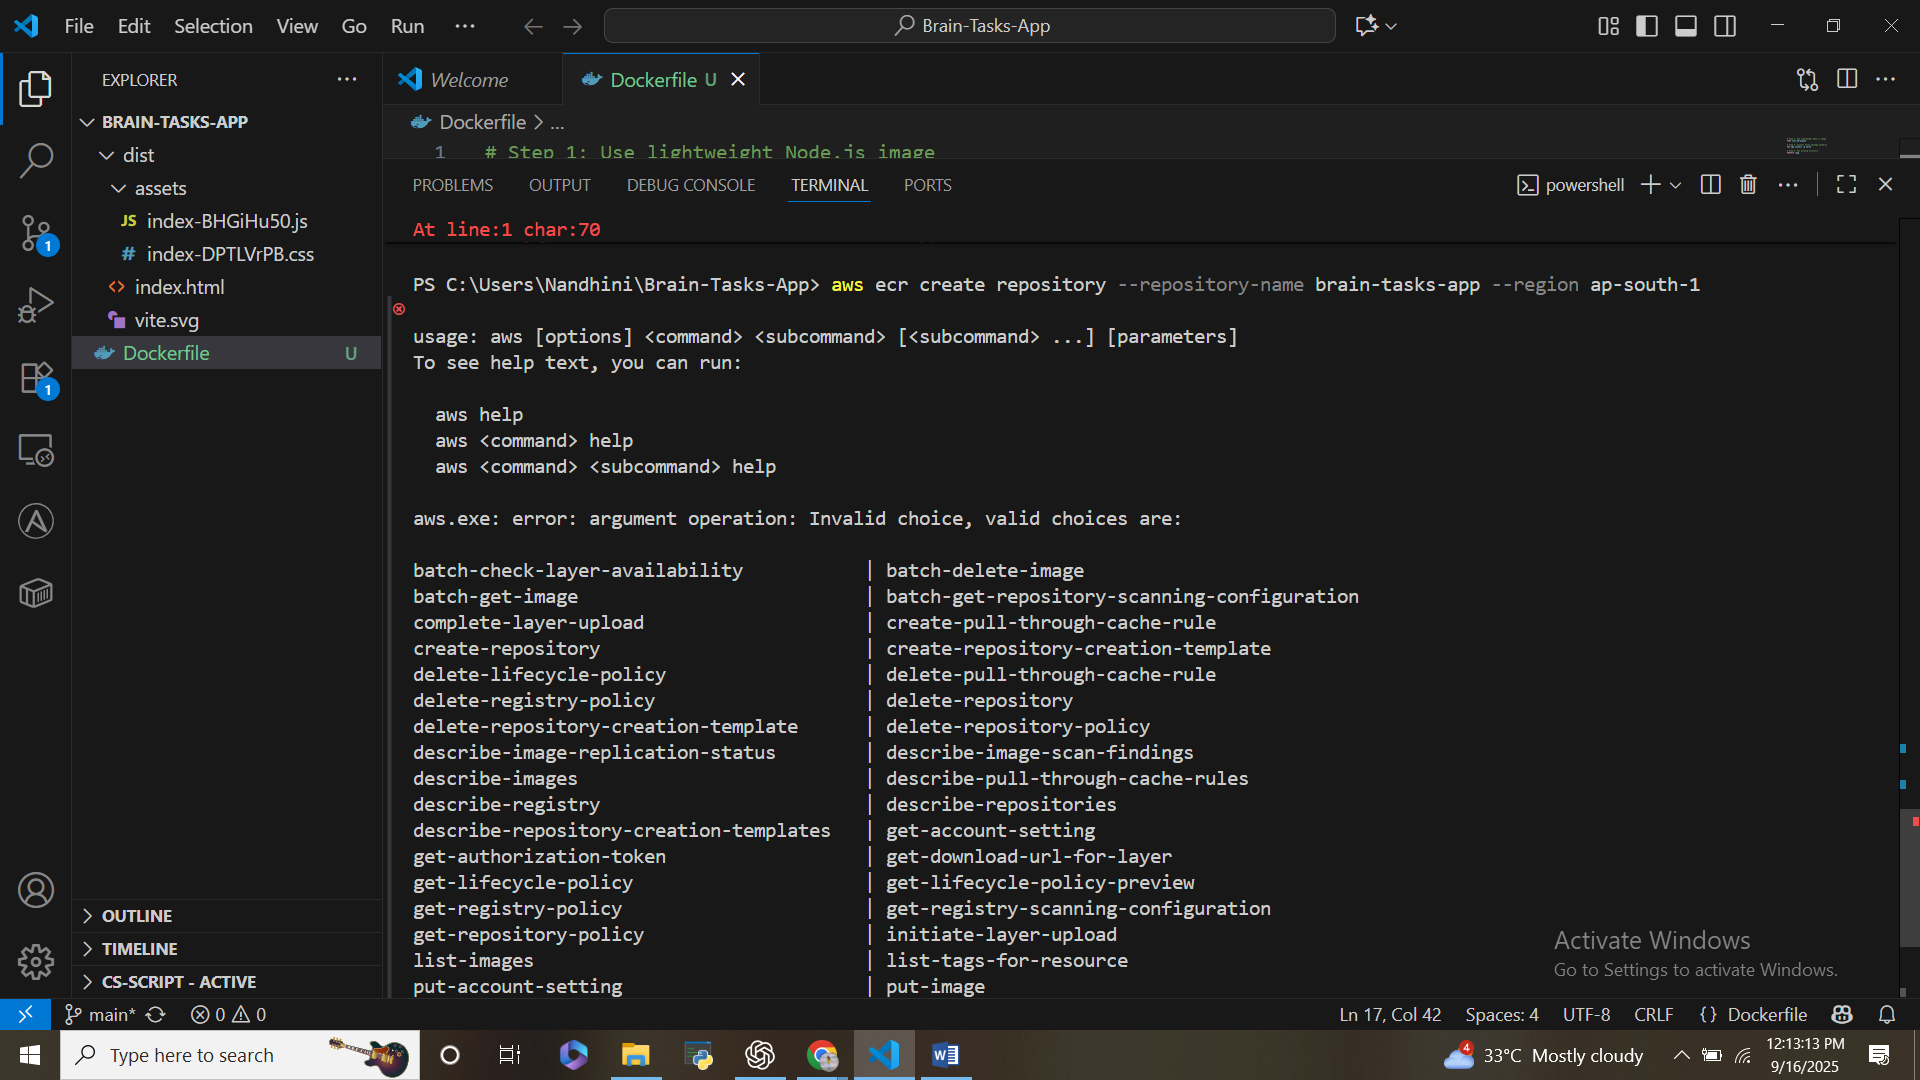 File Edit Selection View Go Run ... Brain-Tasks-App
EXPLORER ...
BRAIN-TASKS-APP
dist
assets
JS index-BHGiHu50.js
# index-DPTLVrPB.css
<> index.html
vite.svg
Dockerfile U
OUTLINE
TIMELINE
CS-SCRIPT - ACTIVE
1
1
Welcome Dockerfile U
Dockerfile > ...
1 # Step 1: Use lightweight Node.js image
PROBLEMS OUTPUT DEBUG CONSOLE TERMINAL PORTS powershell
At line:1 char:70
PS C:\Users\Nandhini\Brain-Tasks-App> aws ecr create repository --repository-name brain-tasks-app --region ap-south-1
usage: aws [options] <command> <subcommand> [<subcommand> ...] [parameters]
To see help text, you can run:
aws help
aws <command> help
aws <command> <subcommand> help
aws.exe: error: argument operation: Invalid choice, valid choices are:
batch-check-layer-availability | batch-delete-image
batch-get-image | batch-get-repository-scanning-configuration
complete-layer-upload | create-pull-through-cache-rule
create-repository | create-repository-creation-template
delete-lifecycle-policy | delete-pull-through-cache-rule
delete-registry-policy | delete-repository
delete-repository-creation-template | delete-repository-policy
describe-image-replication-status | describe-image-scan-findings
describe-images | describe-pull-through-cache-rules
describe-registry | describe-repositories
describe-repository-creation-templates | get-account-setting
get-authorization-token | get-download-url-for-layer
get-lifecycle-policy | get-lifecycle-policy-preview
get-registry-policy | get-registry-scanning-configuration
get-repository-policy | initiate-layer-upload
list-images | list-tags-for-resource
put-account-setting | put-image
Activate Windows
Go to Settings to activate Windows.
main* 0 0 Ln 17, Col 42 Spaces: 4 UTF-8 CRLF {} Dockerfile
Type here to search 4 33°C Mostly cloudy 12:13:13 PM
9/16/2025